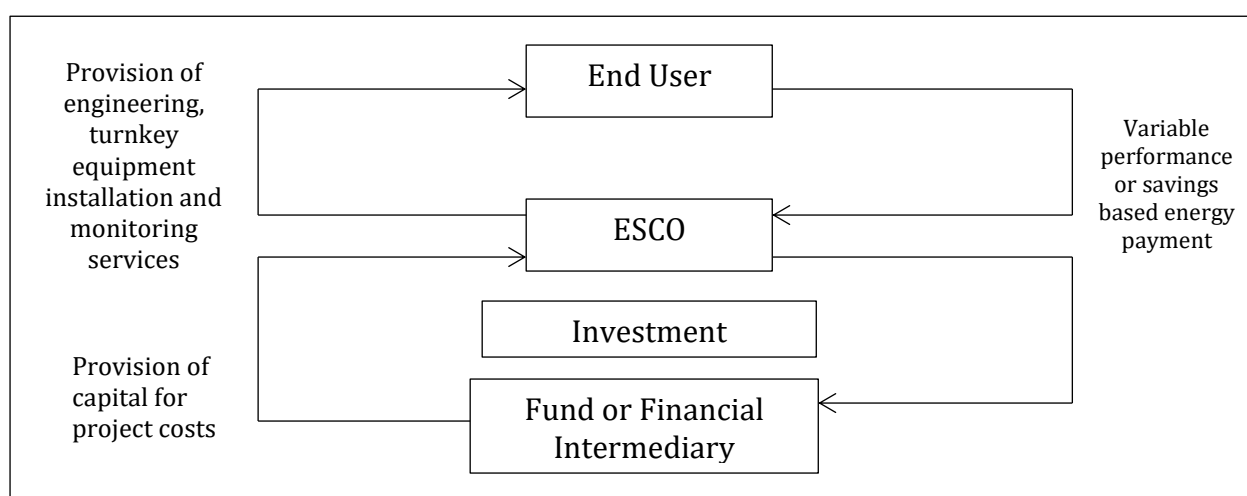 Provision of
engineering,
turnkey
equipment
installation and
monitoring
services
End User
Variable
performance
or savings
based energy
payment
ESCO
Investment
Provision of
capital for
project costs
Fund or Financial
Intermediary